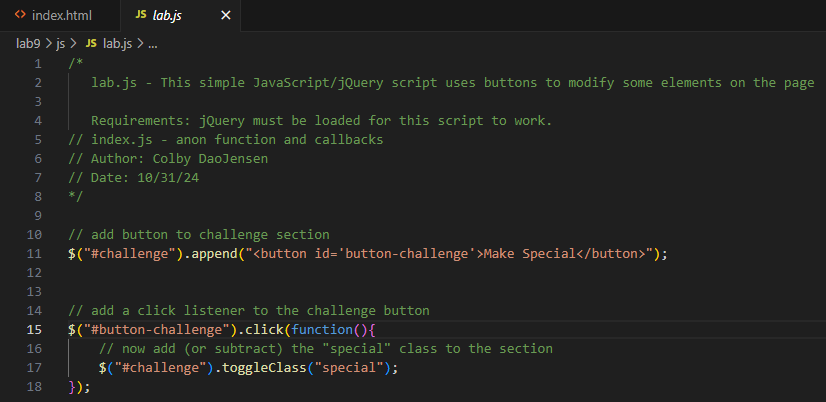 index.html
JS lab.js ×
lab9 > js > JS lab.js > ...
1 /*
2 lab.js - This simple JavaScript/jQuery script uses buttons to modify some elements on the page
3
4 Requirements: jQuery must be loaded for this script to work.
5 // index.js - anon function and callbacks
6 // Author: Colby DaoJensen
7 // Date: 10/31/24
8 */
9
10 // add button to challenge section
11 $("#challenge").append("<button id='button-challenge'>Make Special</button>");
12
13
14 // add a click listener to the challenge button
15 $("#button-challenge").click(function(){
16 // now add (or subtract) the "special" class to the section
17 $("#challenge").toggleClass("special");
18 });